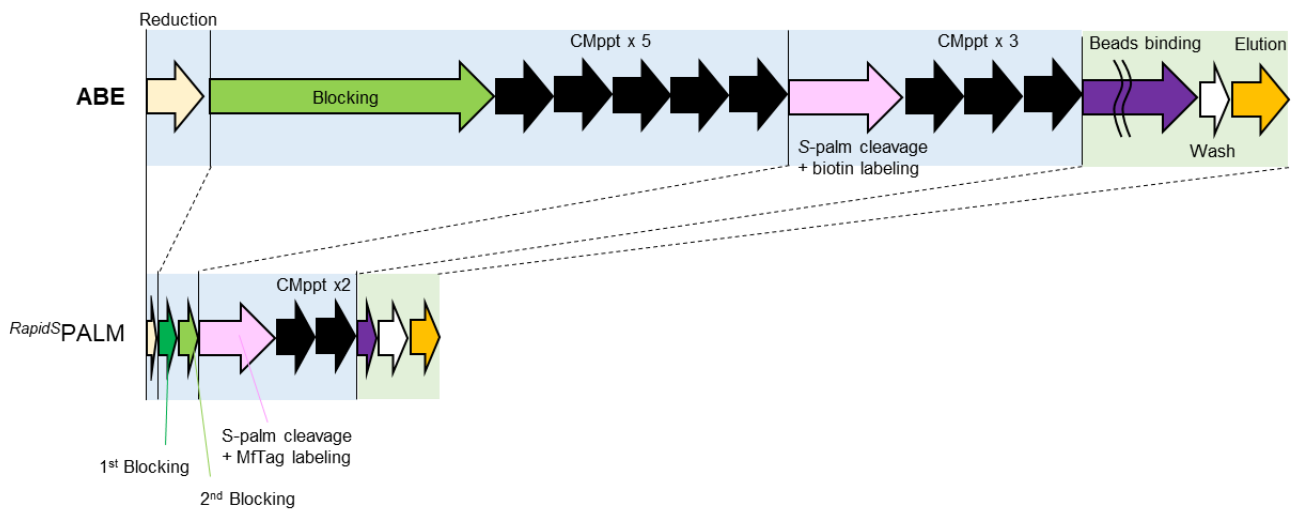 Reduction
CMppt x 5
CMppt x 3
Beads binding
Elution
ABE
Blocking
S-palm cleavage
+ biotin labeling
Wash
CMppt x2
RapidSPALM
S-palm cleavage
+ MfTag labeling
1st Blocking
2nd Blocking